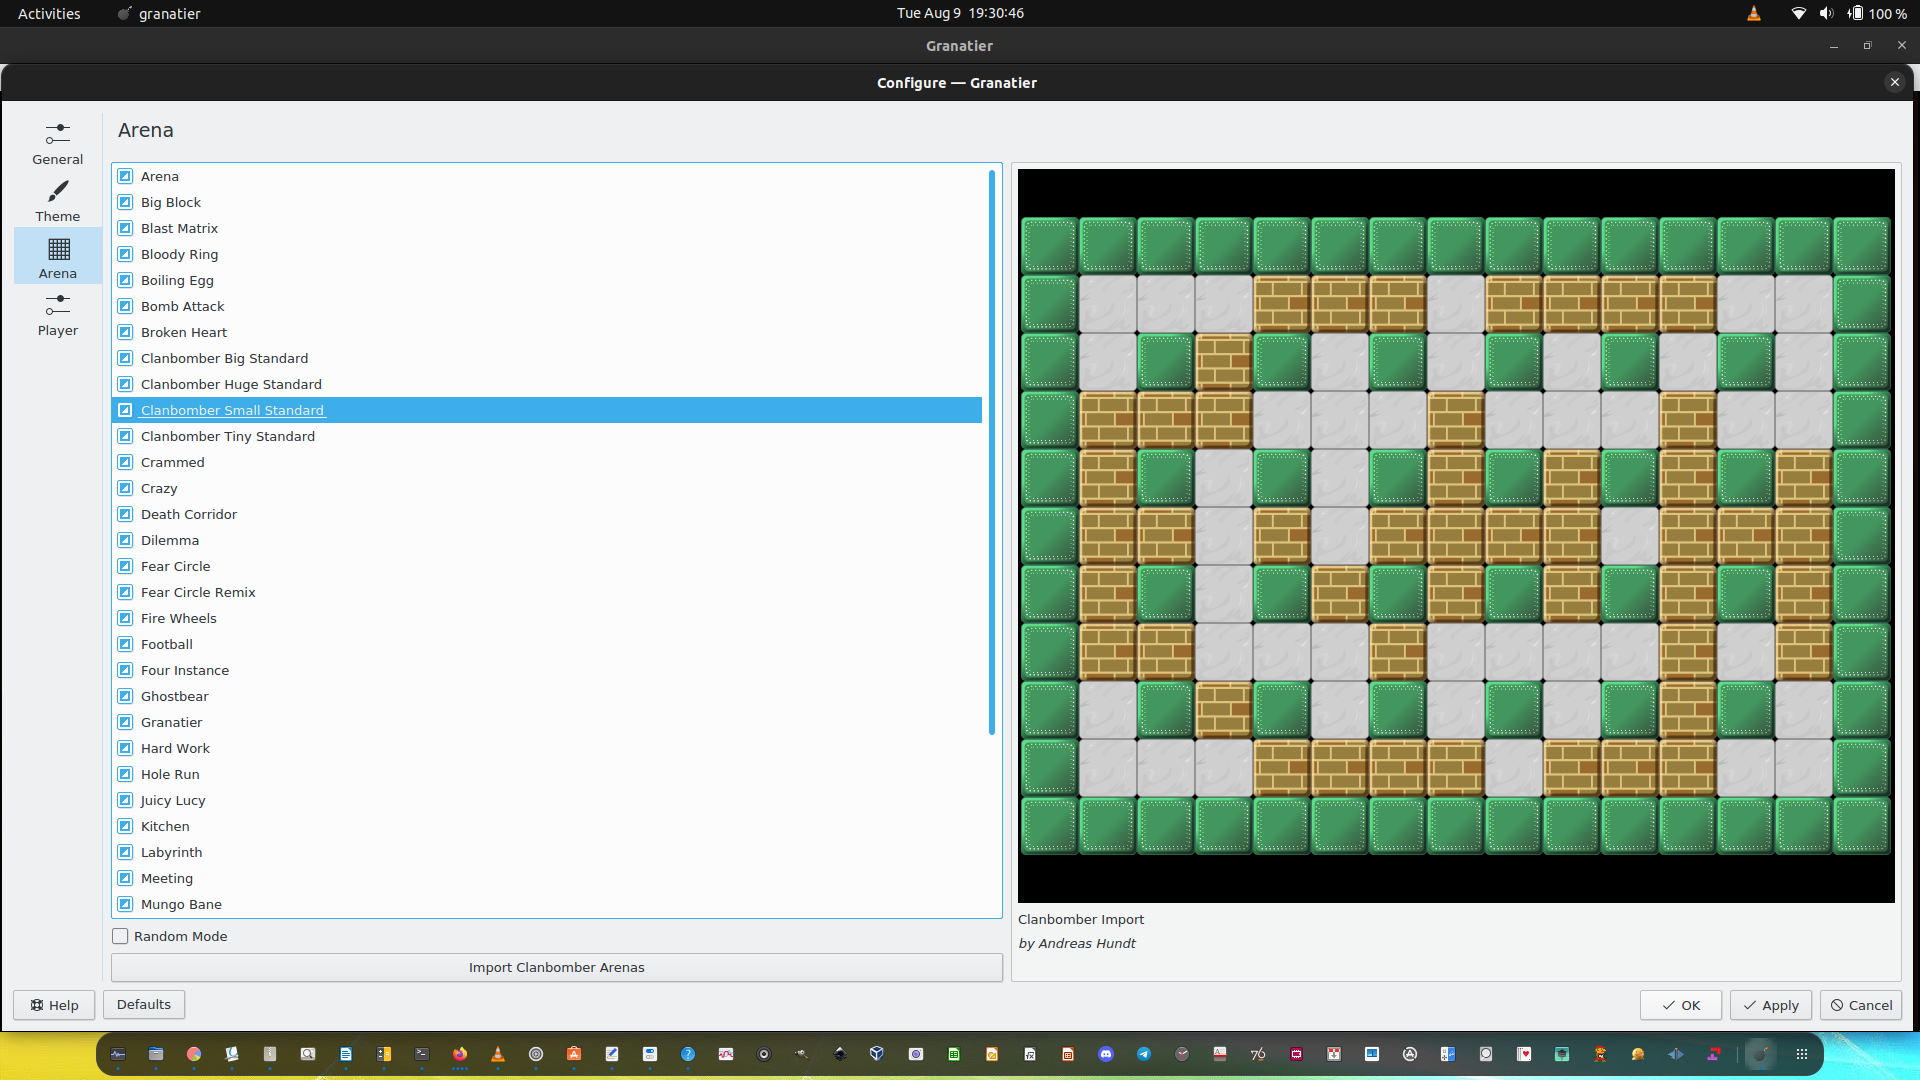 Activities
granatier
Tue Aug 9 19:30:46
100 %
Granatier
Configure — Granatier
General
Theme
Arena
Player
Arena
Arena
Big Block
Blast Matrix
Bloody Ring
Boiling Egg
Bomb Attack
Broken Heart
Clanbomber Big Standard
Clanbomber Huge Standard
Clanbomber Small Standard
Clanbomber Tiny Standard
Crammed
Crazy
Death Corridor
Dilemma
Fear Circle
Fear Circle Remix
Fire Wheels
Football
Four Instance
Ghostbear
Granatier
Hard Work
Hole Run
Juicy Lucy
Kitchen
Labyrinth
Meeting
Mungo Bane
Random Mode
Import Clanbomber Arenas
Clanbomber Import
by Andreas Hundt
Help
Defaults
OK
Apply
Cancel